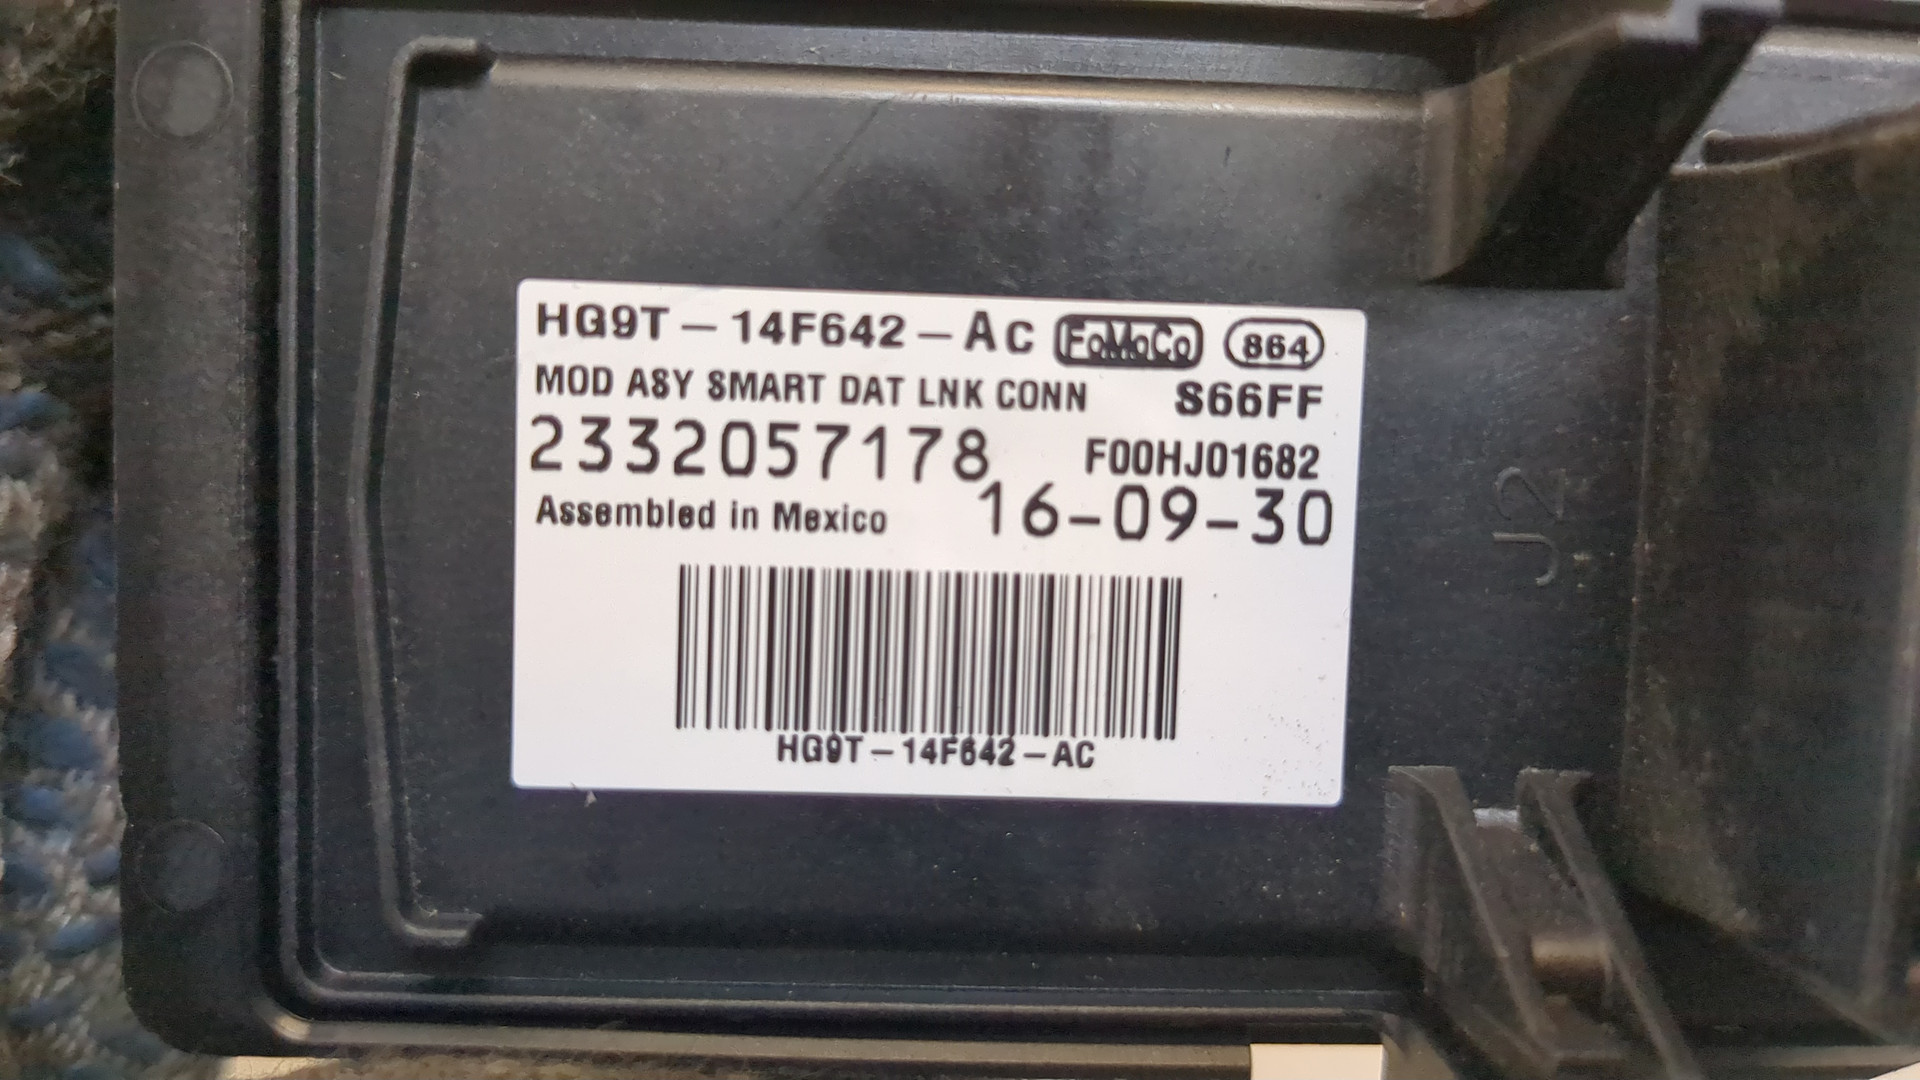 HG9T-14F642-AC FoMoCo 864
MOD ASY SMART DAT LNK CONN S66FF
2332057178 F00HJ01682
Assembled in Mexico 16-09-30
HG9T-14F642-AC
J2